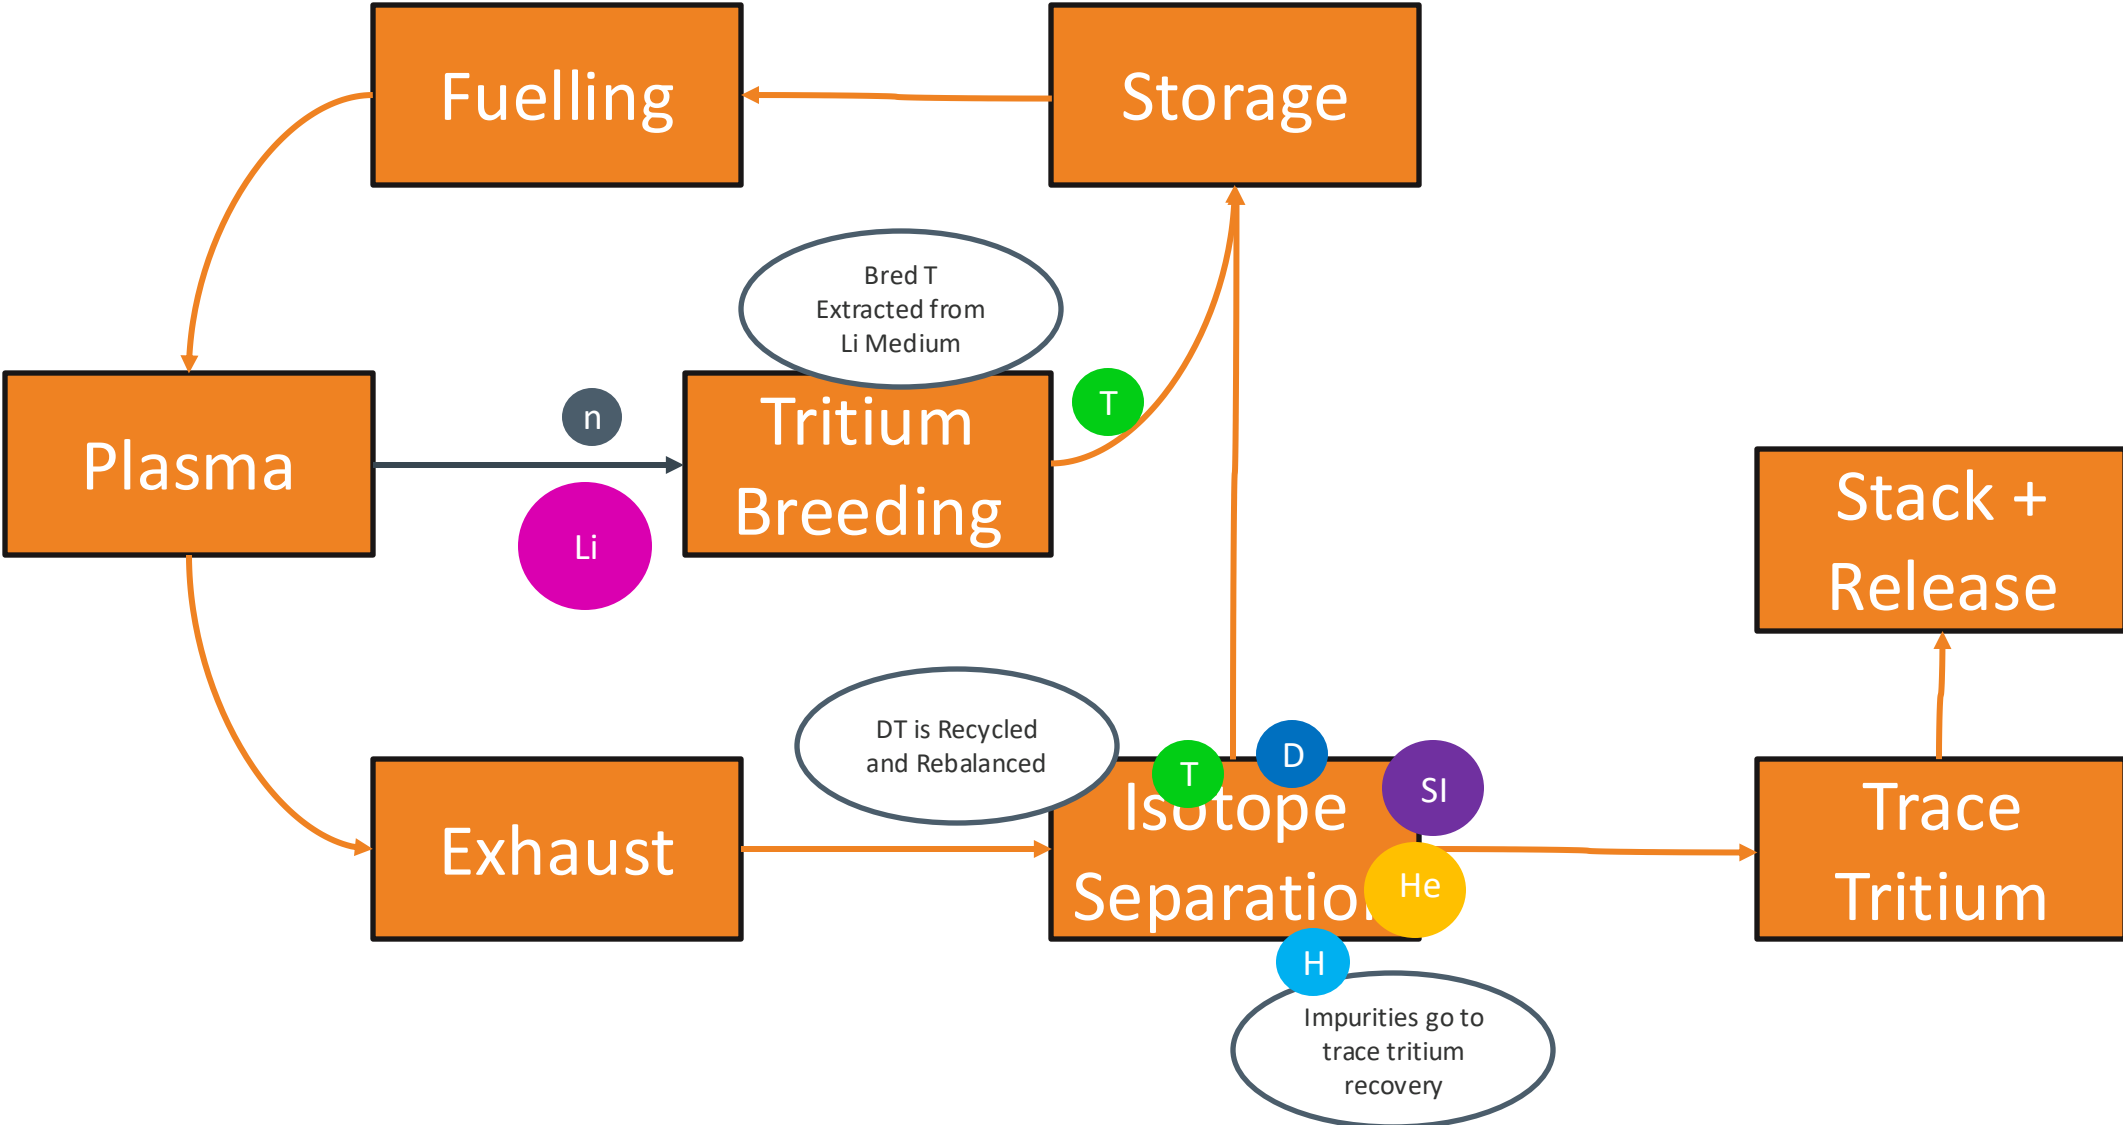 Fuelling
Storage
Bred T
Extracted from
Li Medium
Plasma
n
Li
Tritium
Breeding
T
Stack +
Release
DT is Recycled
and Rebalanced
Exhaust
T
D
SI
Isotope
Separation
He
H
Trace
Tritium
Impurities go to
trace tritium
recovery